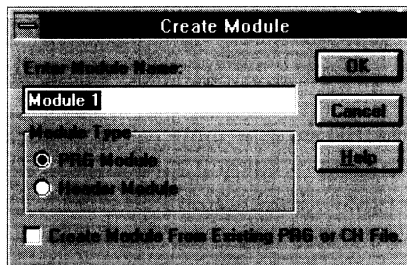 Create Module
Enter Module Name:
OK
Module 1
Cancel
Module Type
PRG Module
Help
Header Module
Create Module From Existing PRG or CH File.